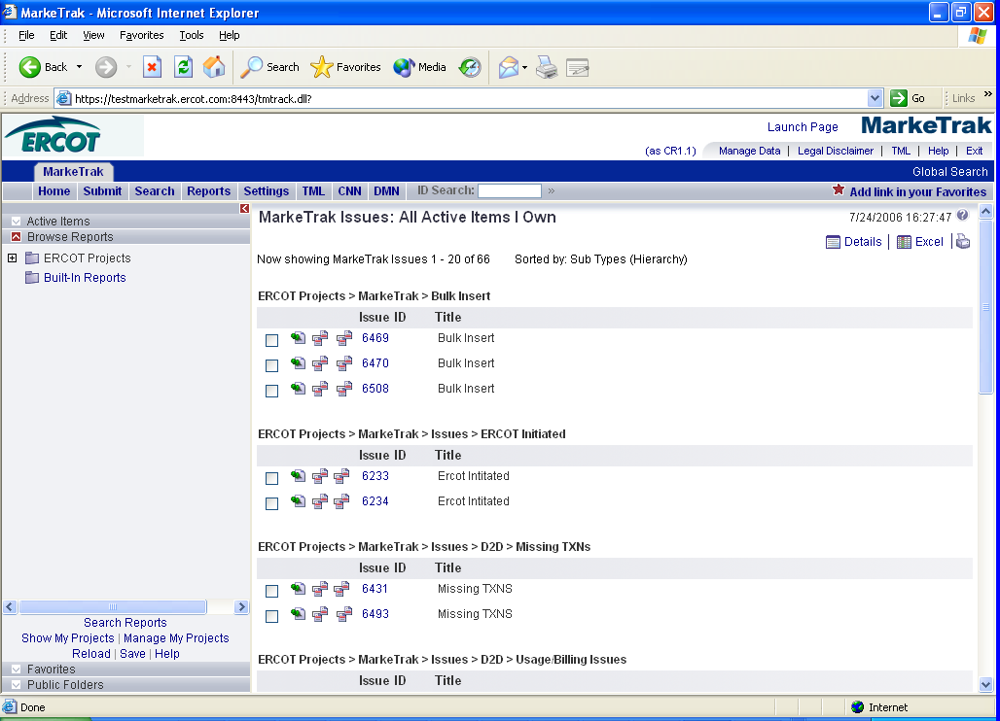 MarkeTrak - Microsoft Internet Explorer
File Edit View Favorites Tools Help
Back Search Favorites Media
Address https://testmarketrak.ercot.com:8443/tmtrack.dll? Go Links »
ERCOT Launch Page MarkeTrak
(as CR1.1) Manage Data | Legal Disclaimer | TML | Help | Exit
MarkeTrak Global Search
Home Submit Search Reports Settings TML CNN DMN ID Search: » Add link in your Favorites
Active Items
Browse Reports
ERCOT Projects
Built-In Reports
Search Reports
Show My Projects | Manage My Projects
Reload | Save | Help
Favorites
Public Folders
MarkeTrak Issues: All Active Items I Own 7/24/2006 16:27:47
Details | Excel |
Now showing MarkeTrak Issues 1 - 20 of 66 Sorted by: Sub Types (Hierarchy)
ERCOT Projects > MarkeTrak > Bulk Insert
Issue ID Title
6469 Bulk Insert
6470 Bulk Insert
6508 Bulk Insert
ERCOT Projects > MarkeTrak > Issues > ERCOT Initiated
Issue ID Title
6233 Ercot Intitated
6234 Ercot Intitated
ERCOT Projects > MarkeTrak > Issues > D2D > Missing TXNs
Issue ID Title
6431 Missing TXNS
6493 Missing TXNS
ERCOT Projects > MarkeTrak > Issues > D2D > Usage/Billing Issues
Issue ID Title
Done Internet